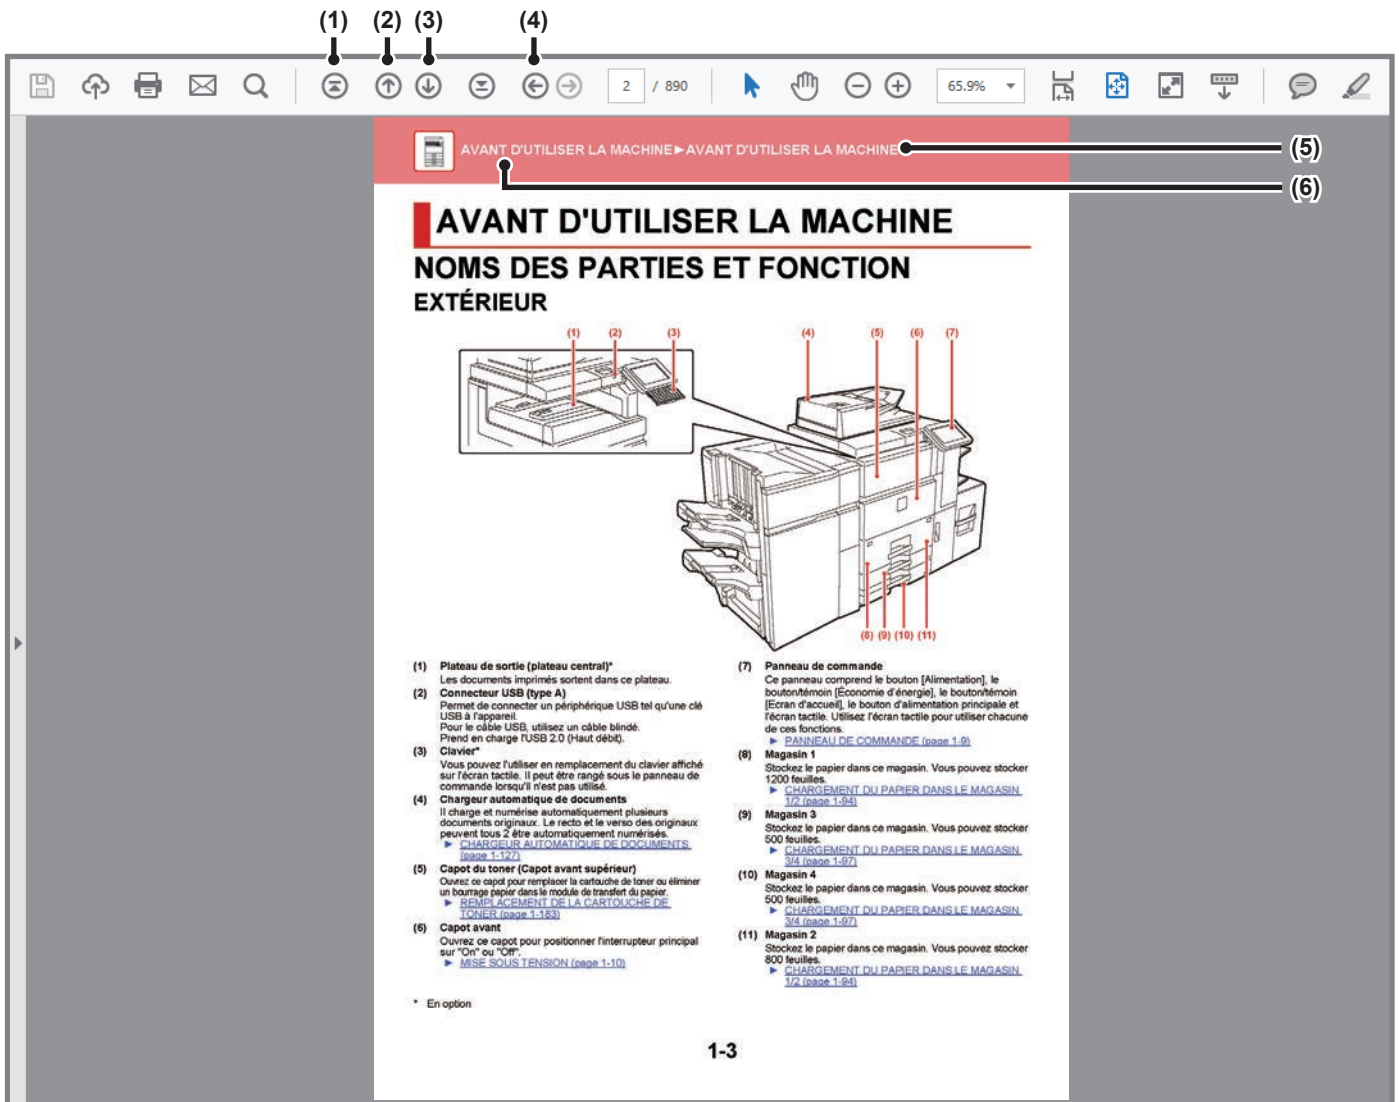 (1) (2) (3) (4)
2 / 890 65.9%
AVANT D'UTILISER LA MACHINE►AVANT D'UTILISER LA MACHINE
(5)
(6)
AVANT D'UTILISER LA MACHINE
NOMS DES PARTIES ET FONCTION
EXTÉRIEUR
(1) (2) (3) (4) (5) (6) (7)
(8) (9) (10) (11)
(1) Plateau de sortie (plateau central)*
Les documents imprimés sortent dans ce plateau.
(2) Connecteur USB (type A)
Permet de connecter un périphérique USB tel qu'une clé
USB à l'appareil.
Pour le câble USB, utilisez un câble blindé.
Prend en charge l'USB 2.0 (Haut débit).
(3) Clavier*
Vous pouvez l'utiliser en remplacement du clavier affiché
sur l'écran tactile. Il peut être rangé sous le panneau de
commande lorsqu'il n'est pas utilisé.
(4) Chargeur automatique de documents
Il charge et numérise automatiquement plusieurs
documents originaux. Le recto et le verso des originaux
peuvent tous 2 être automatiquement numérisés.
► CHARGEUR AUTOMATIQUE DE DOCUMENTS
(page 1-127)
(5) Capot du toner (Capot avant supérieur)
Ouvrez ce capot pour remplacer la cartouche de toner ou éliminer
un bourrage papier dans le module de transfert du papier.
► REMPLACEMENT DE LA CARTOUCHE DE
TONER (page 1-183)
(6) Capot avant
Ouvrez ce capot pour positionner l'interrupteur principal
sur "On" ou "Off".
► MISE SOUS TENSION (page 1-10)
* En option
(7) Panneau de commande
Ce panneau comprend le bouton [Alimentation], le
bouton/témoin [Économie d'énergie], le bouton/témoin
[Ecran d'accueil], le bouton d'alimentation principale et
l'écran tactile. Utilisez l'écran tactile pour utiliser chacune
de ces fonctions.
► PANNEAU DE COMMANDE (page 1-9)
(8) Magasin 1
Stockez le papier dans ce magasin. Vous pouvez stocker
1200 feuilles.
► CHARGEMENT DU PAPIER DANS LE MAGASIN
1/2 (page 1-94)
(9) Magasin 3
Stockez le papier dans ce magasin. Vous pouvez stocker
500 feuilles.
► CHARGEMENT DU PAPIER DANS LE MAGASIN
3/4 (page 1-97)
(10) Magasin 4
Stockez le papier dans ce magasin. Vous pouvez stocker
500 feuilles.
► CHARGEMENT DU PAPIER DANS LE MAGASIN
3/4 (page 1-97)
(11) Magasin 2
Stockez le papier dans ce magasin. Vous pouvez stocker
800 feuilles.
► CHARGEMENT DU PAPIER DANS LE MAGASIN
1/2 (page 1-94)
1-3